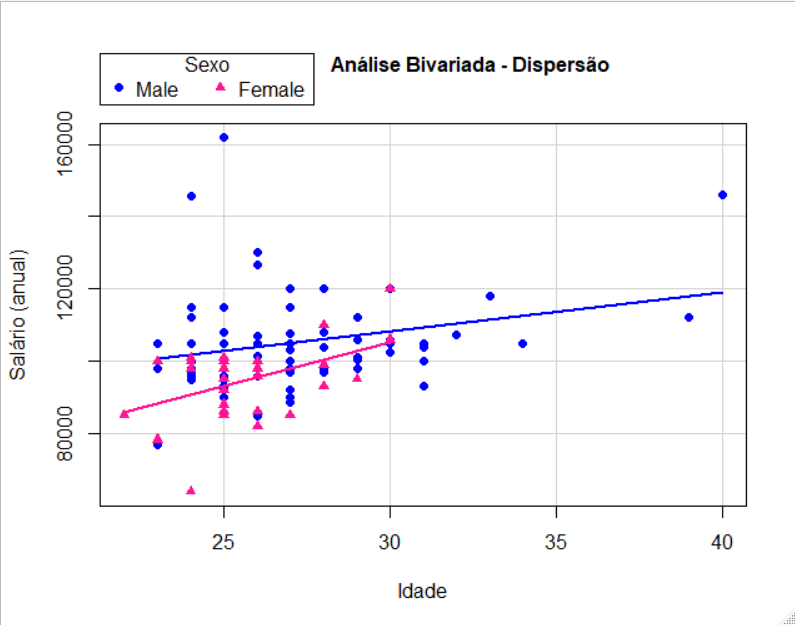 Sexo
Male Female
Análise Bivariada - Dispersão
160000
120000
80000
Salário (anual)
25 30 35 40
Idade